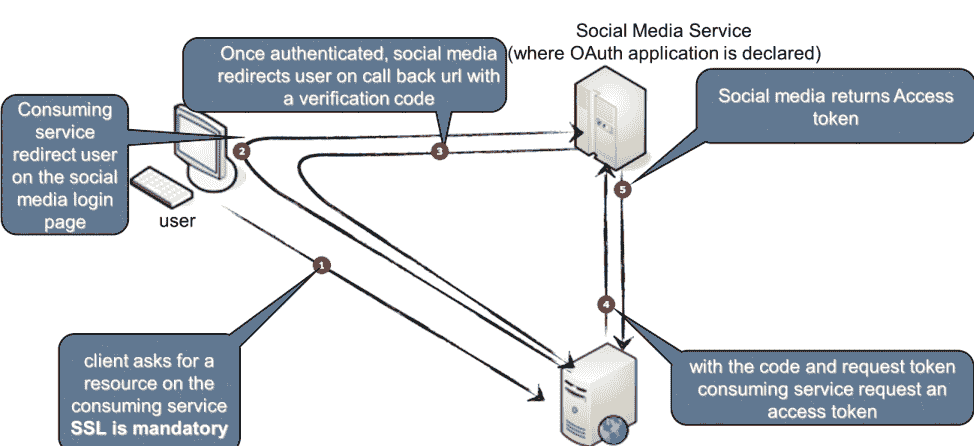 Social Media Service
(where OAuth application is declared)
Once authenticated, social media
redirects user on call back url with
a verification code
Social media returns Access
token
Consuming
service
redirect user
on the social
media login
page
2
3
5
user
1
4
client asks for a
resource on the
consuming service
SSL is mandatory
with the code and request token
consuming service request an
access token